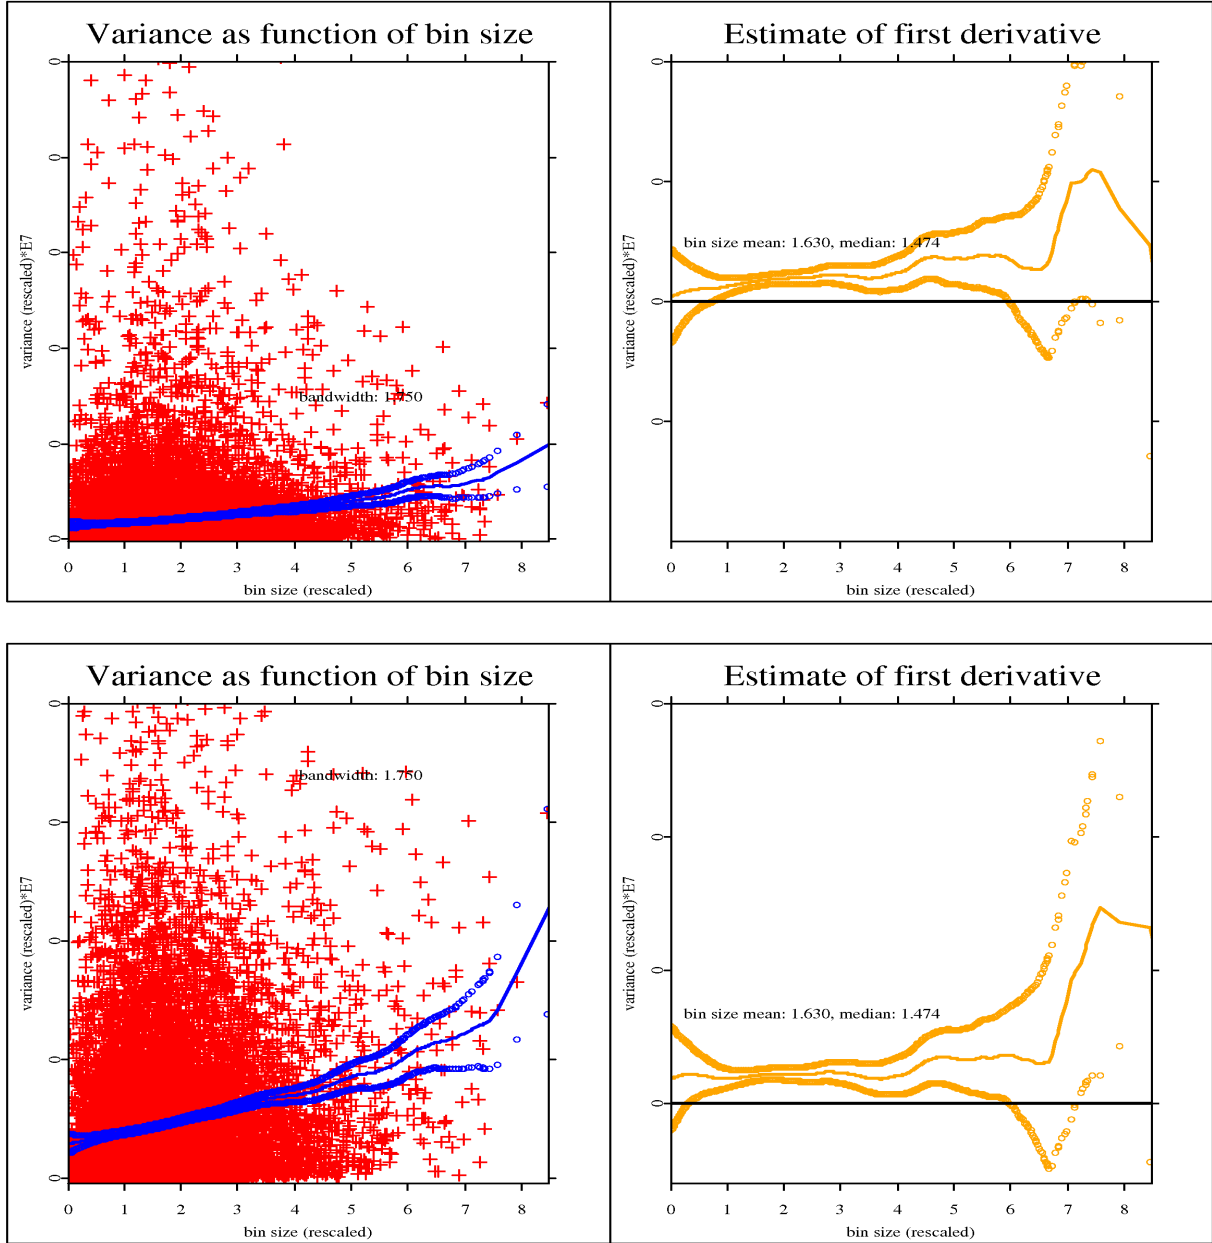 Variance as function of bin size
0
0
0
0
0
0
variance (rescaled)*E7
bandwidth: 1.750
0 1 2 3 4 5 6 7 8
bin size (rescaled)
Estimate of first derivative
0
0
0
0
variance (rescaled)*E7
bin size mean: 1.630, median: 1.474
0 1 2 3 4 5 6 7 8
bin size (rescaled)
Variance as function of bin size
0
0
0
0
0
variance (rescaled)*E7
bandwidth: 1.750
0 1 2 3 4 5 6 7 8
bin size (rescaled)
Estimate of first derivative
0
0
0
0
variance (rescaled)*E7
bin size mean: 1.630, median: 1.474
0 1 2 3 4 5 6 7 8
bin size (rescaled)